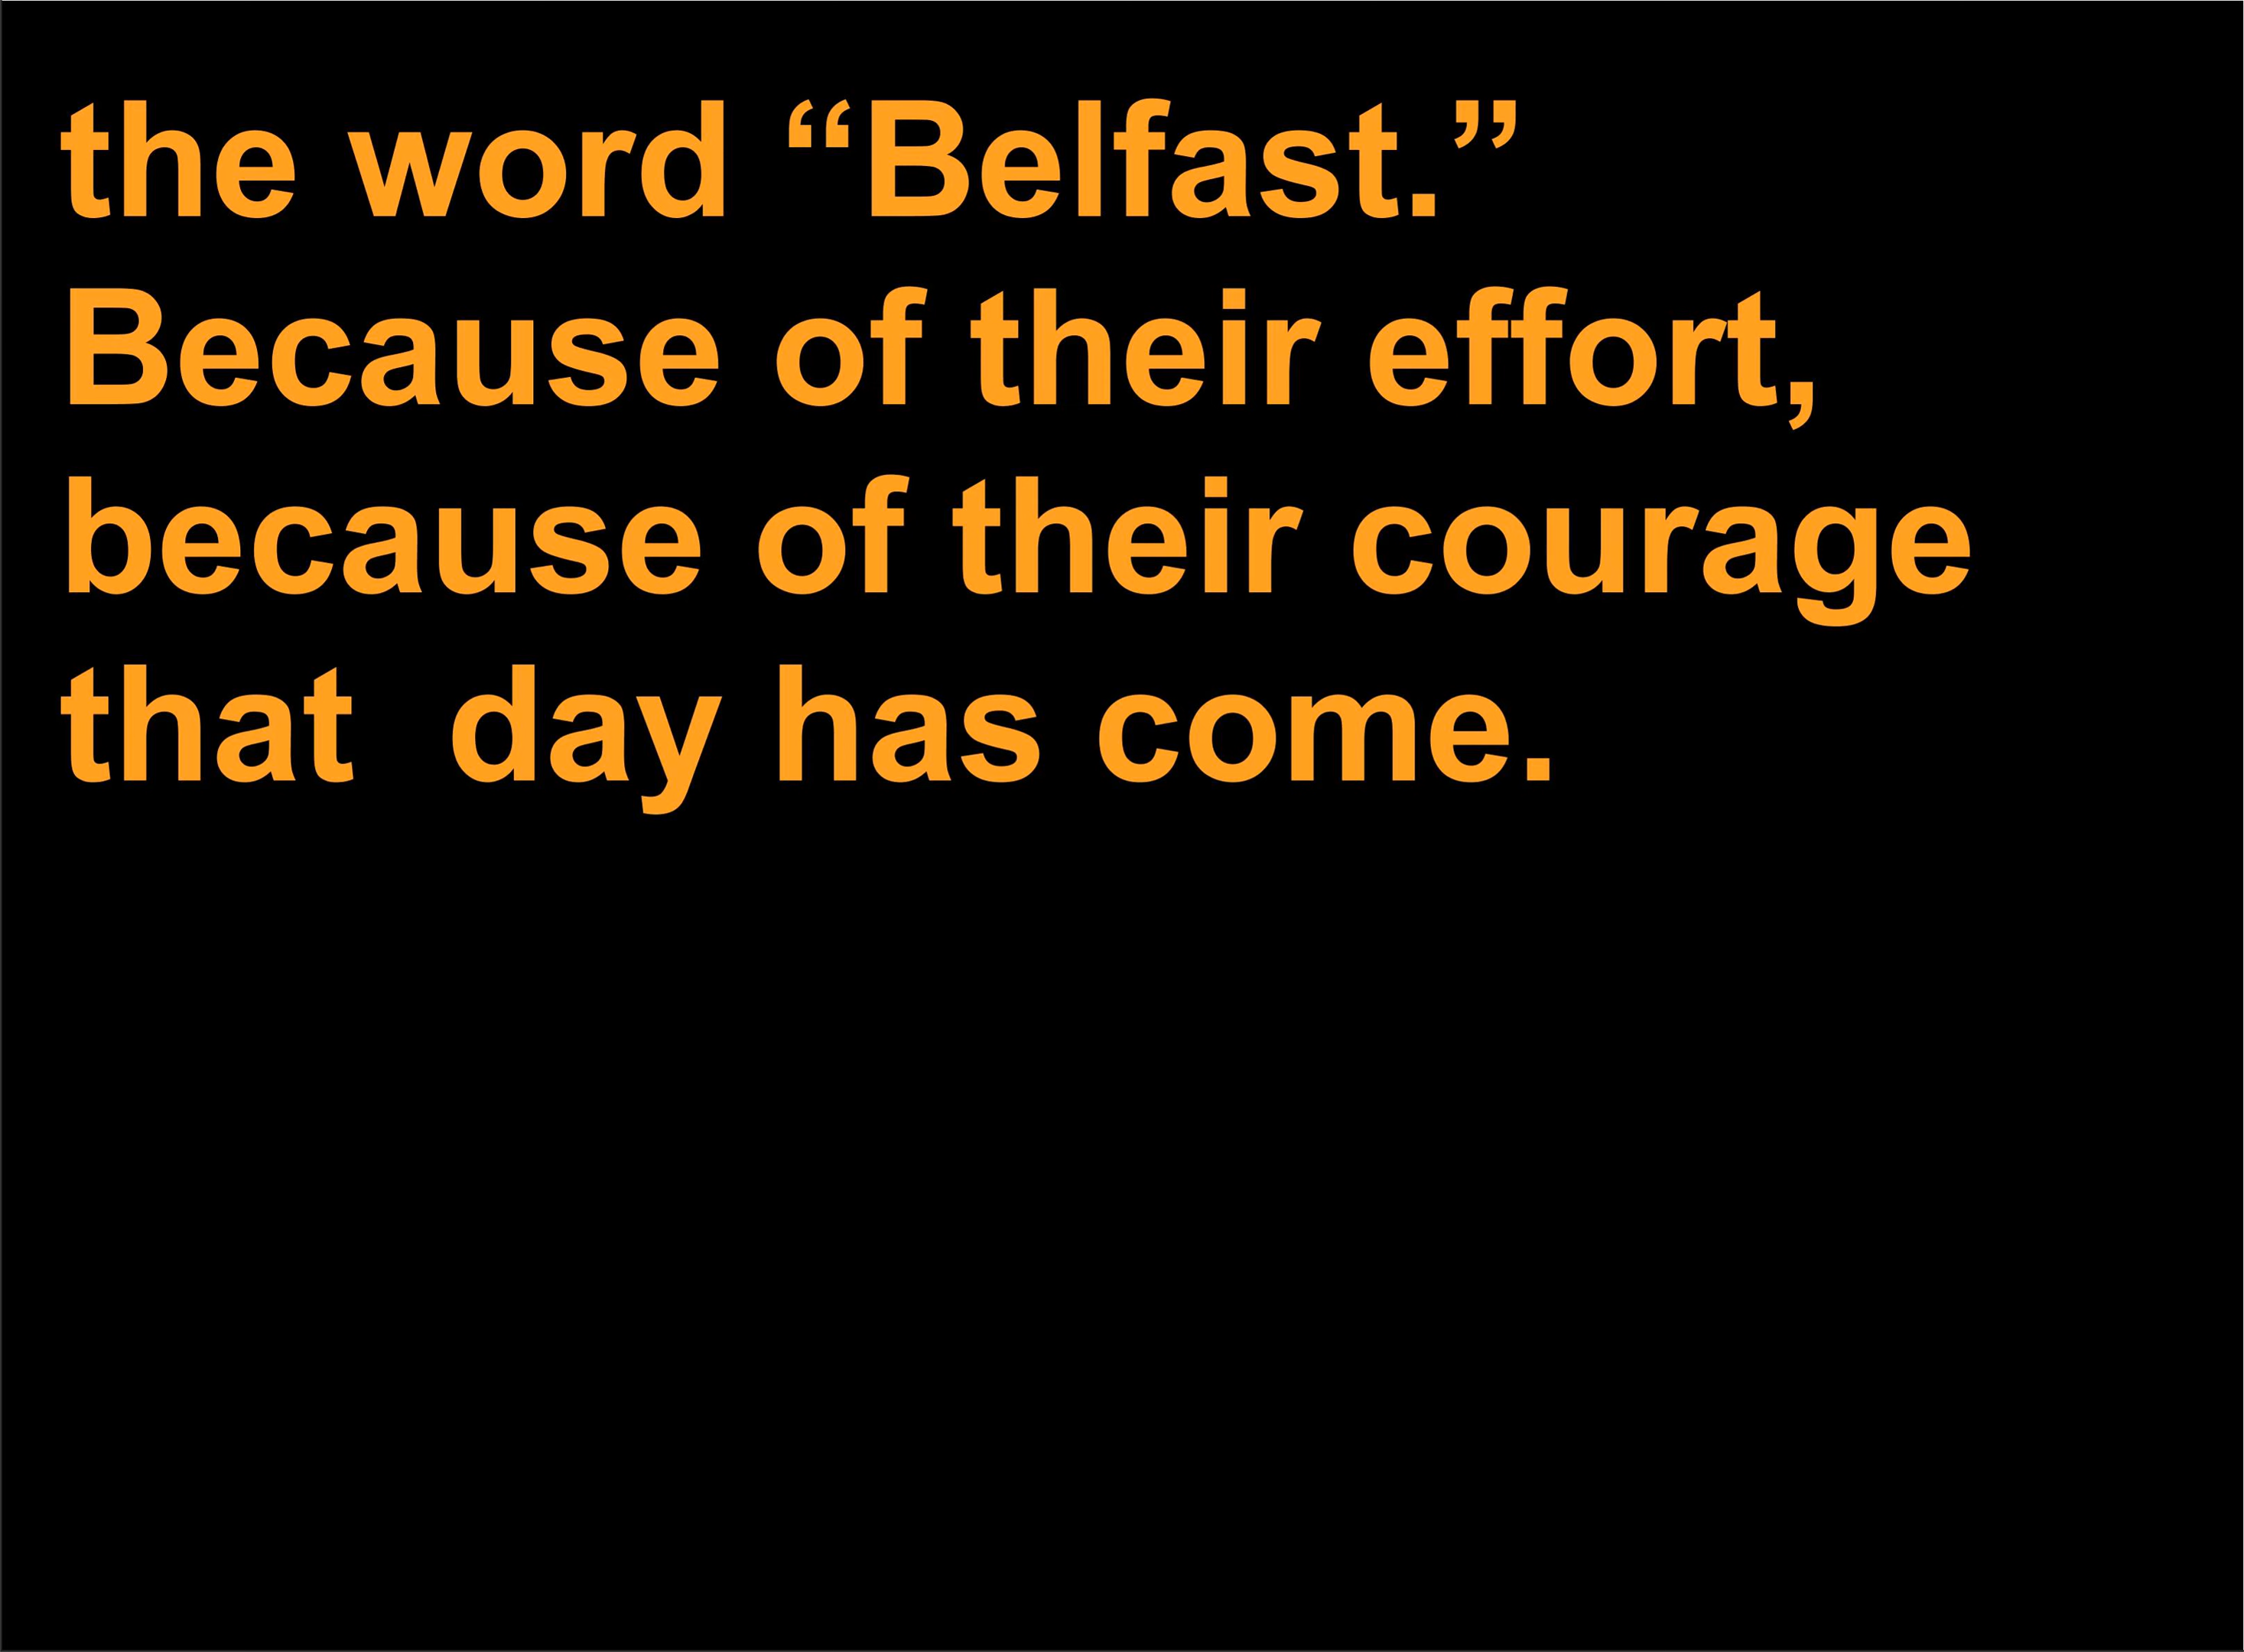 the word “Belfast.”
Because of their effort,
because of their courage
that  day has come.